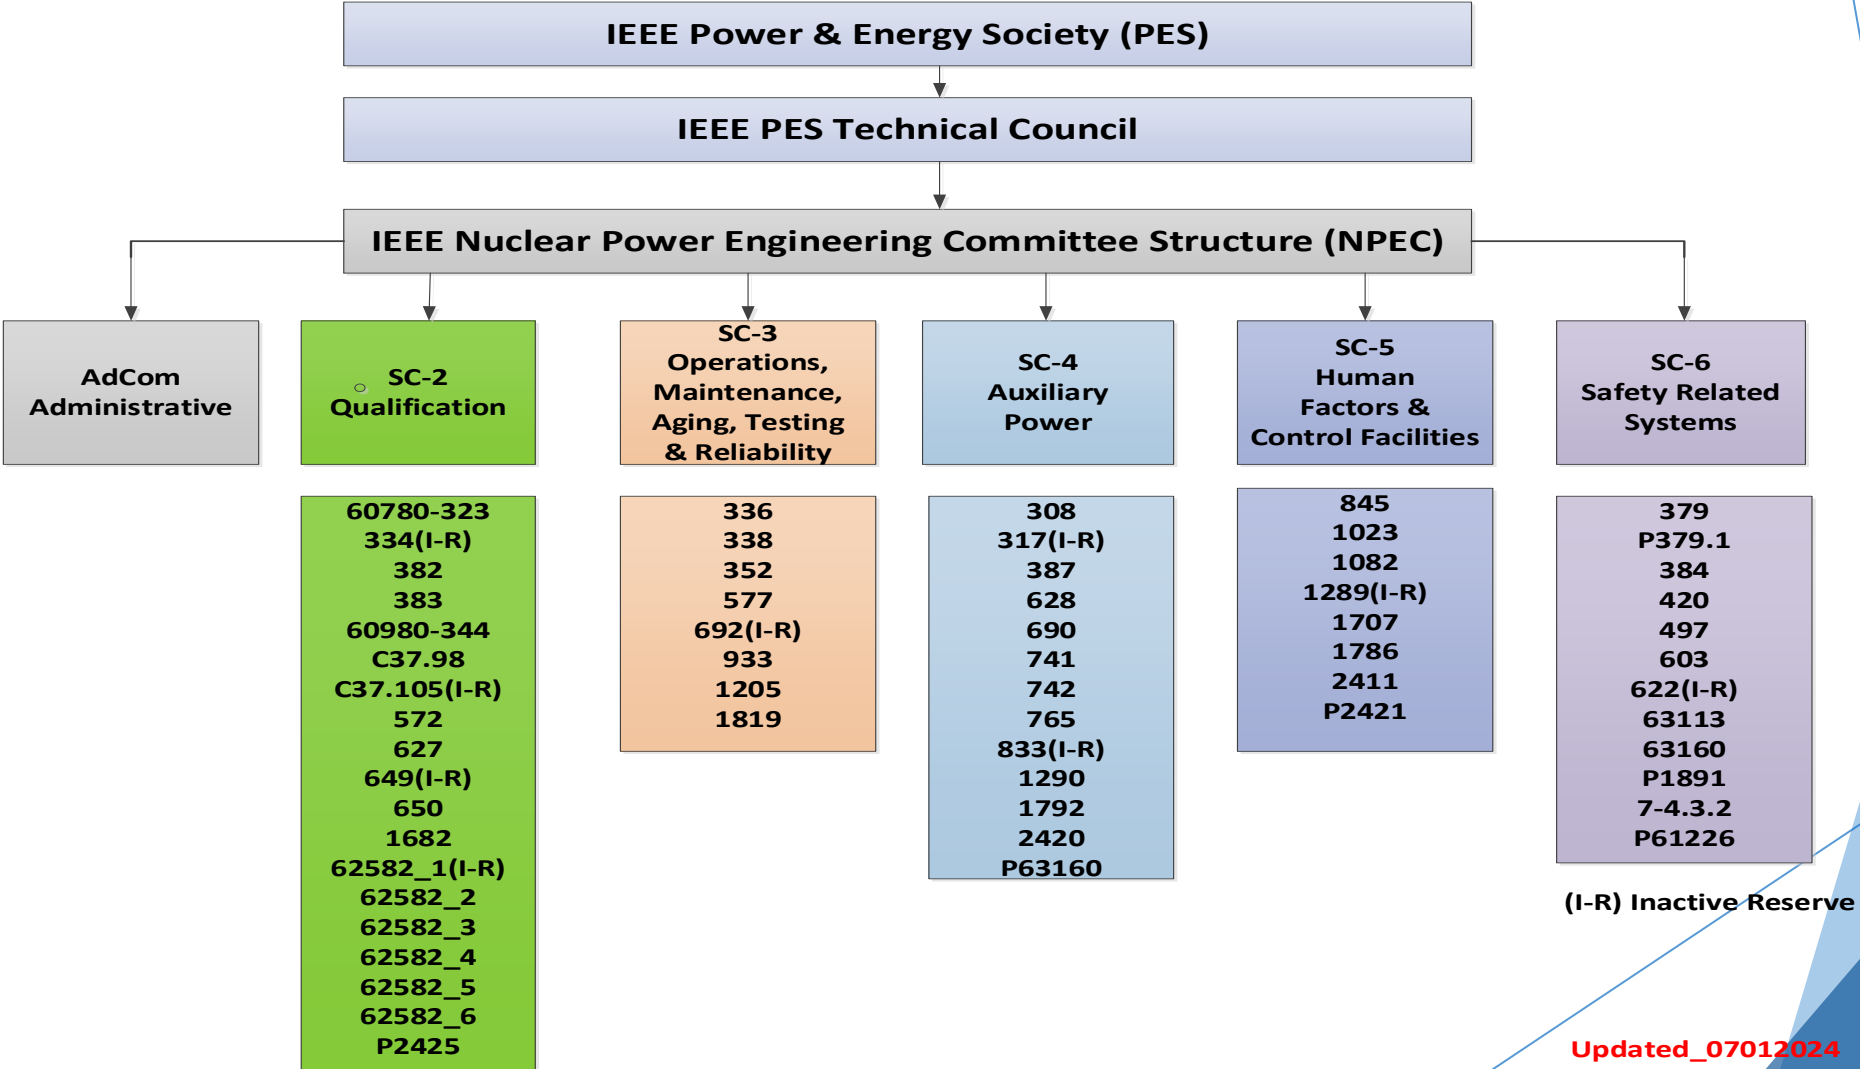 IEEE Power & Energy Society (PES)
IEEE PES Technical Council
IEEE Nuclear Power Engineering Committee Structure (NPEC)
AdCom
Administrative
SC-2
Qualification
SC-3
Operations,
Maintenance,
Aging, Testing
& Reliability
SC-4
Auxiliary
Power
SC-5
Human
Factors &
Control Facilities
SC-6
Safety Related
Systems
60780-323
334(I-R)
382
383
60980-344
C37.98
C37.105(I-R)
572
627
649(I-R)
650
1682
62582_1(I-R)
62582_2
62582_3
62582_4
62582_5
62582_6
P2425
336
338
352
577
692(I-R)
933
1205
1819
308
317(I-R)
387
628
690
741
742
765
833(I-R)
1290
1792
2420
P63160
845
1023
1082
1289(I-R)
1707
1786
2411
P2421
379
P379.1
384
420
497
603
622(I-R)
63113
63160
P1891
7-4.3.2
P61226
(I-R) Inactive Reserve
Updated_07012024